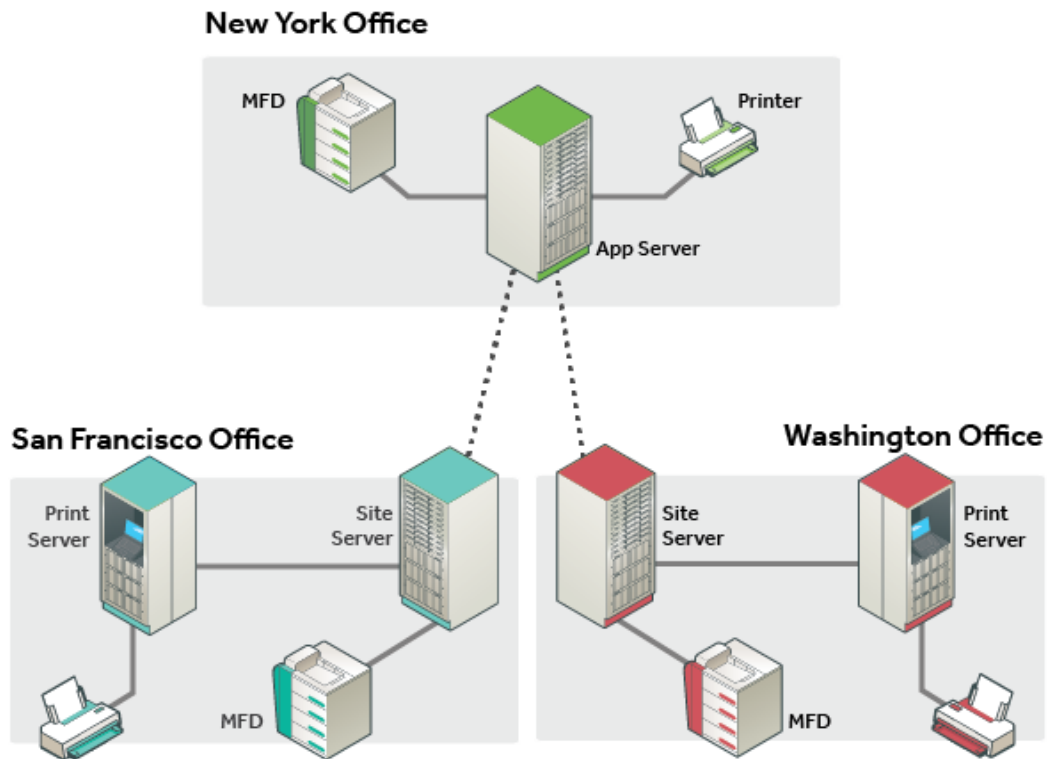 New York Office
MFD
Printer
App Server
San Francisco Office
Washington Office
Print
Server
Site
Server
Site
Server
Print
Server
MFD
MFD